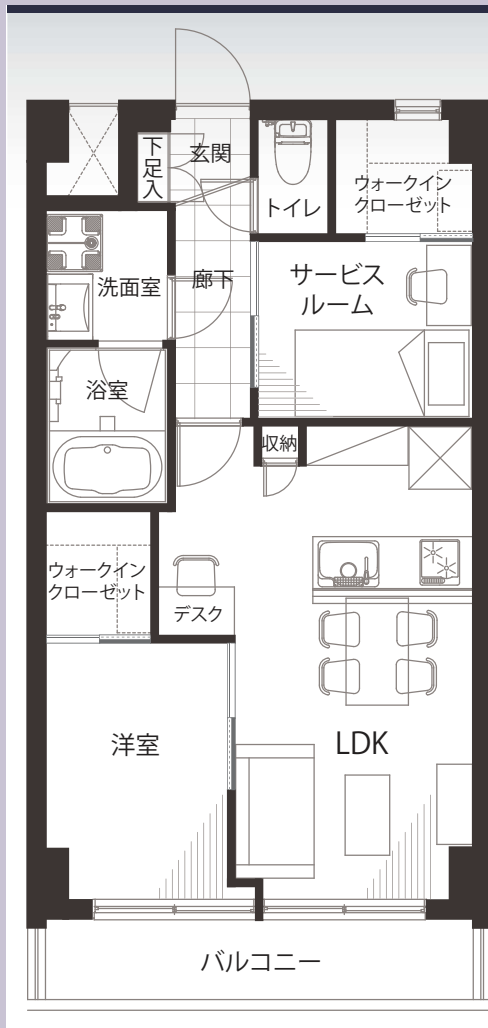 下
足
入
玄関
トイレ
ウォークイン
クローゼット
洗面室
廊下
サービス
ルーム
浴室
収納
ウォークイン
クローゼット
デスク
洋室
LDK
バルコニー